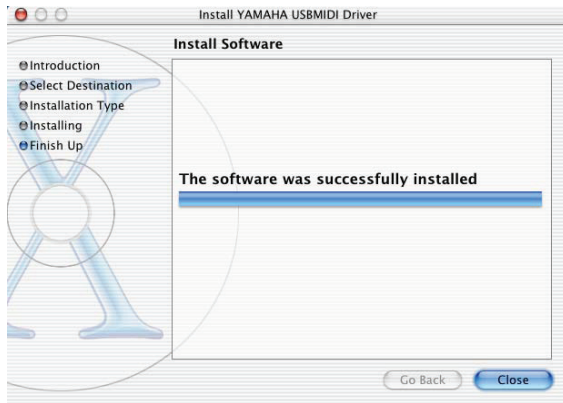 Install YAMAHA USBMIDI Driver
Install Software
Introduction
Select Destination
Installation Type
Installing
Finish Up
The software was successfully installed
Go Back
Close